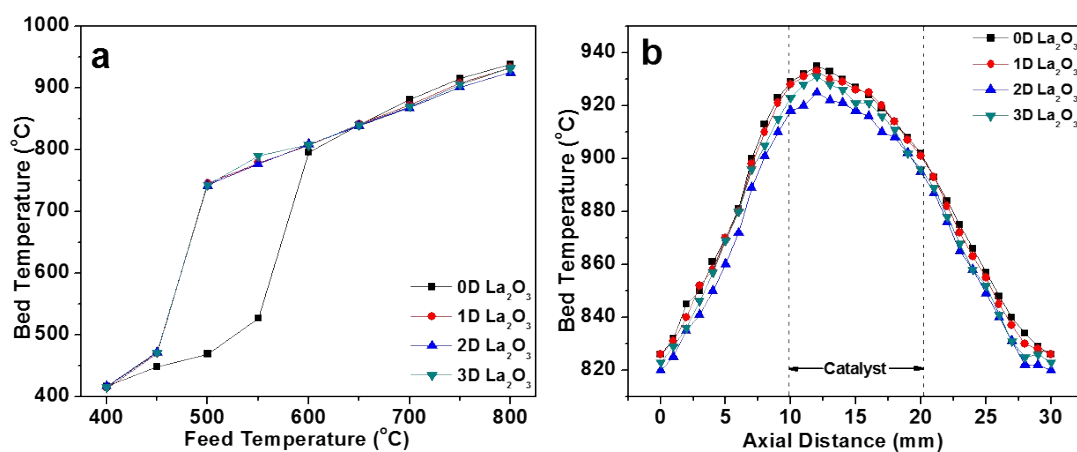 a
1000
900
800
700
600
500
400
Bed Temperature (°C)
400
500
600
700
800
Feed Temperature (°C)
0D La₂O₃
1D La₂O₃
2D La₂O₃
3D La₂O₃
b
940
920
900
880
860
840
820
Bed Temperature (°C)
0
5
10
15
20
25
30
Axial Distance (mm)
0D La₂O₃
1D La₂O₃
2D La₂O₃
3D La₂O₃
Catalyst